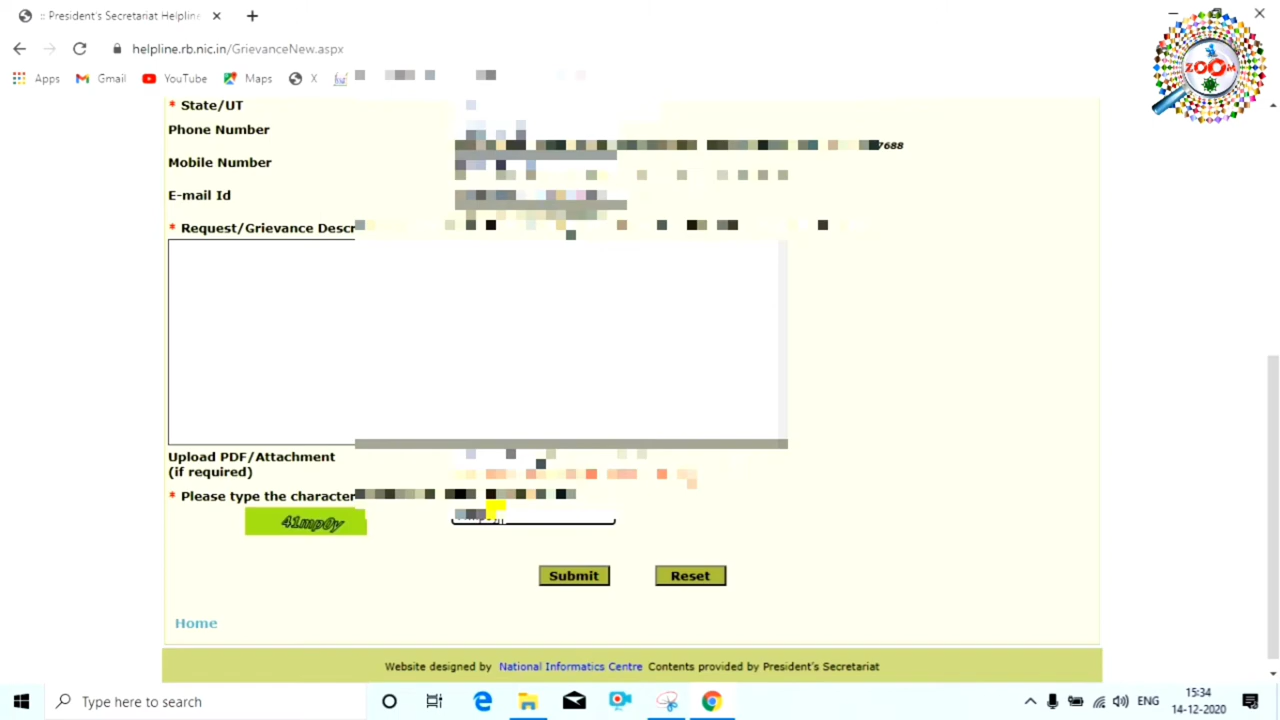 :: President's Secretariat Helpline
helpline.rb.nic.in/GrievanceNew.aspx
Apps Gmail YouTube Maps X
ZOOM
* State/UT
Phone Number
7688
Mobile Number
E-mail Id
* Request/Grievance Descr
Upload PDF/Attachment
(if required)
* Please type the character
41mp0y
Submit Reset
Home
Website designed by National Informatics Centre Contents provided by President's Secretariat
Type here to search
ENG
15:34
14-12-2020